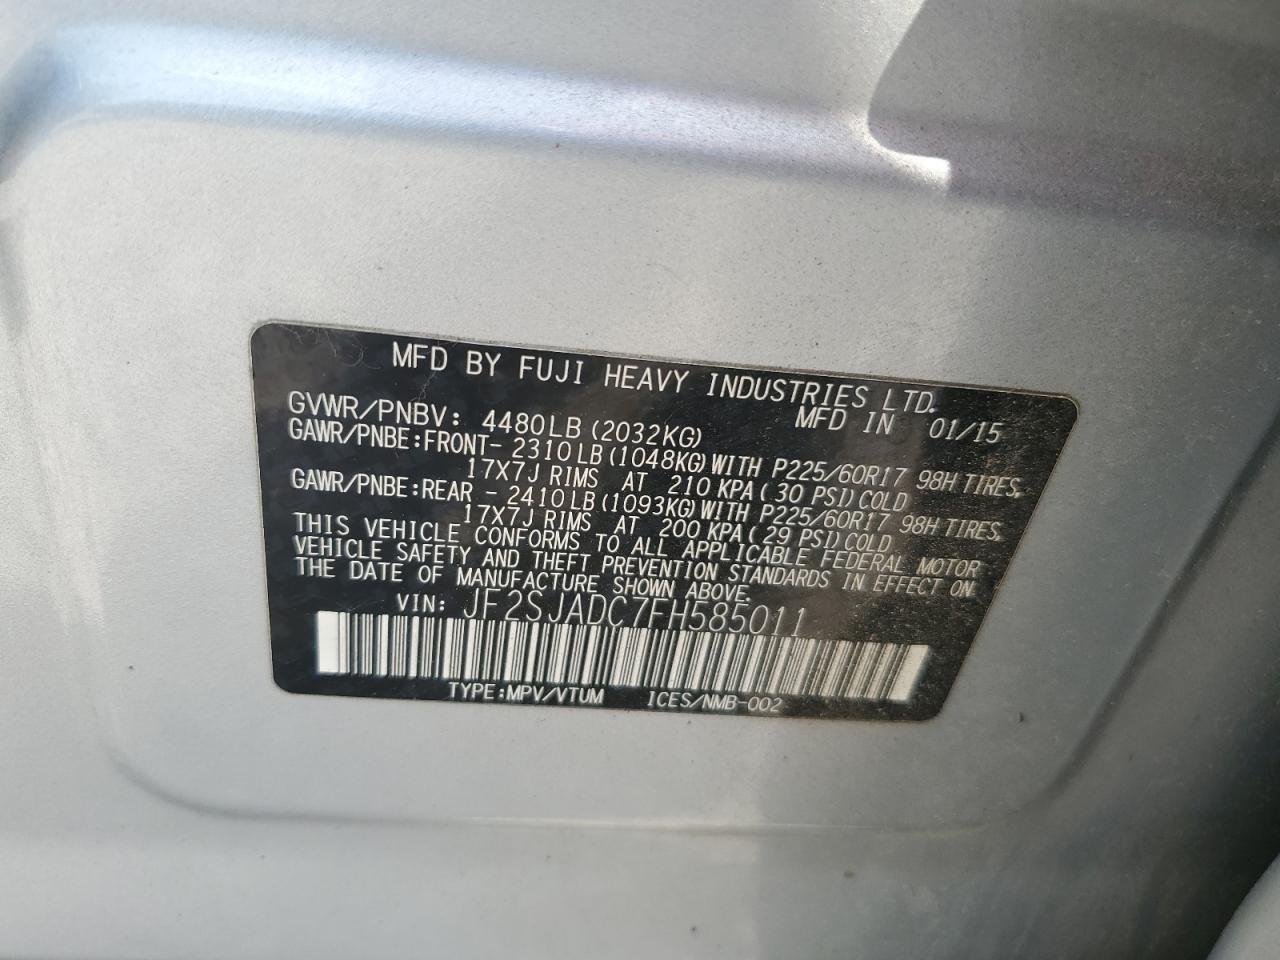 MFD BY FUJI HEAVY INDUSTRIES LTD.
MFD IN 01/15
GVWR/PNBV: 4480LB (2032KG)
GAWR/PNBE:FRONT- 2310LB (1048KG) WITH P225/60R17 98H TIRES,
17X7J RIMS AT 210 KPA (30 PSI) COLD
GAWR/PNBE:REAR - 2410LB (1093KG) WITH P225/60R17 98H TIRES,
17X7J RIMS AT 200 KPA (29 PSI) COLD
THIS VEHICLE CONFORMS TO ALL APPLICABLE FEDERAL MOTOR
VEHICLE SAFETY AND THEFT PREVENTION STANDARDS IN EFFECT ON
THE DATE OF MANUFACTURE SHOWN ABOVE.
VIN: JF2SJADC7FH585011
TYPE:MPV/VTUM ICES/NMB-002